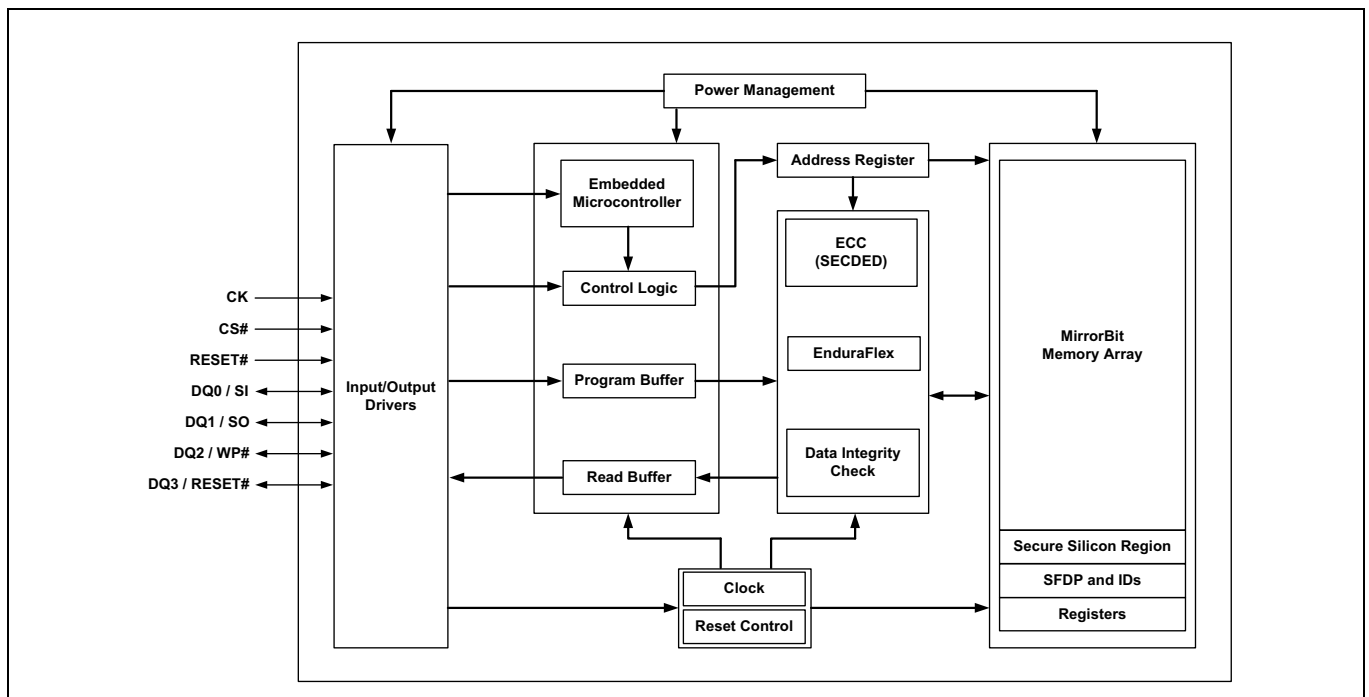 Power Management
Address Register
Embedded
Microcontroller
ECC
(SECDED)
Control Logic
CK
CS#
RESET#
DQ0 / SI
DQ1 / SO
DQ2 / WP#
DQ3 / RESET#
Input/Output
Drivers
Program Buffer
EnduraFlex
MirrorBit
Memory Array
Read Buffer
Data Integrity
Check
Secure Silicon Region
SFDP and IDs
Registers
Clock
Reset Control